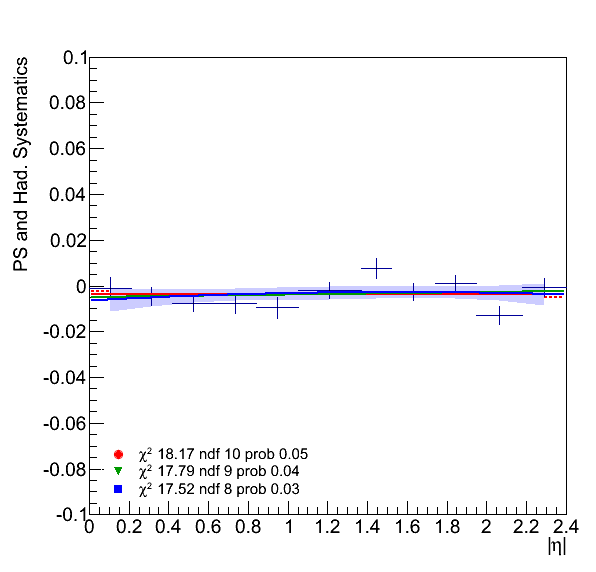 PS and Had. Systematics
0.1
0.08
0.06
0.04
0.02
0
-0.02
-0.04
-0.06
-0.08
-0.1
χ² 18.17 ndf 10 prob 0.05
χ² 17.79 ndf 9 prob 0.04
χ² 17.52 ndf 8 prob 0.03
0 0.2 0.4 0.6 0.8 1 1.2 1.4 1.6 1.8 2 2.2 2.4
|η|